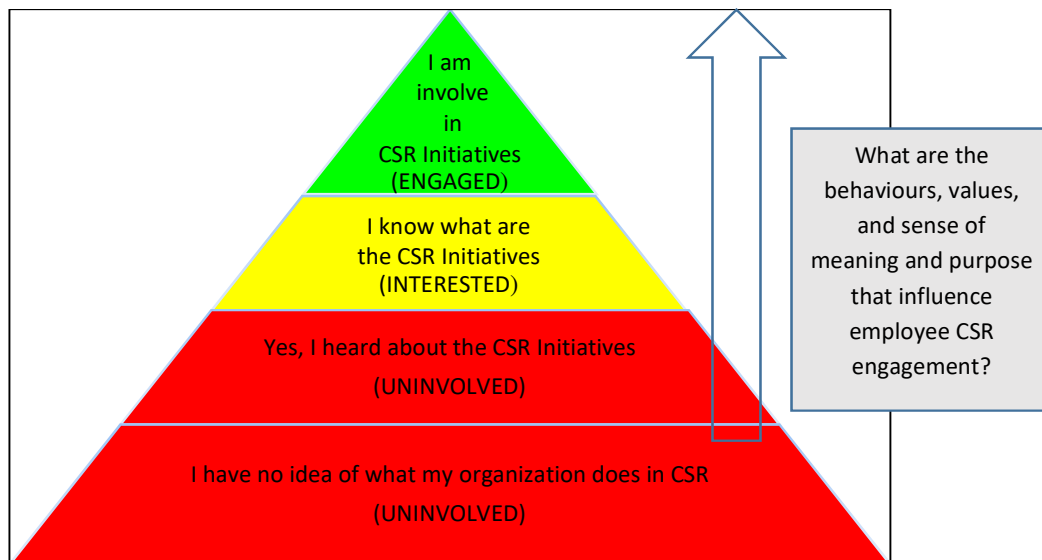 I am
involve
in
CSR Initiatives
(ENGAGED)
I know what are
the CSR Initiatives
(INTERESTED)
Yes, I heard about the CSR Initiatives
(UNINVOLVED)
I have no idea of what my organization does in CSR
(UNINVOLVED)
What are the
behaviours, values,
and sense of
meaning and purpose
that influence
employee CSR
engagement?